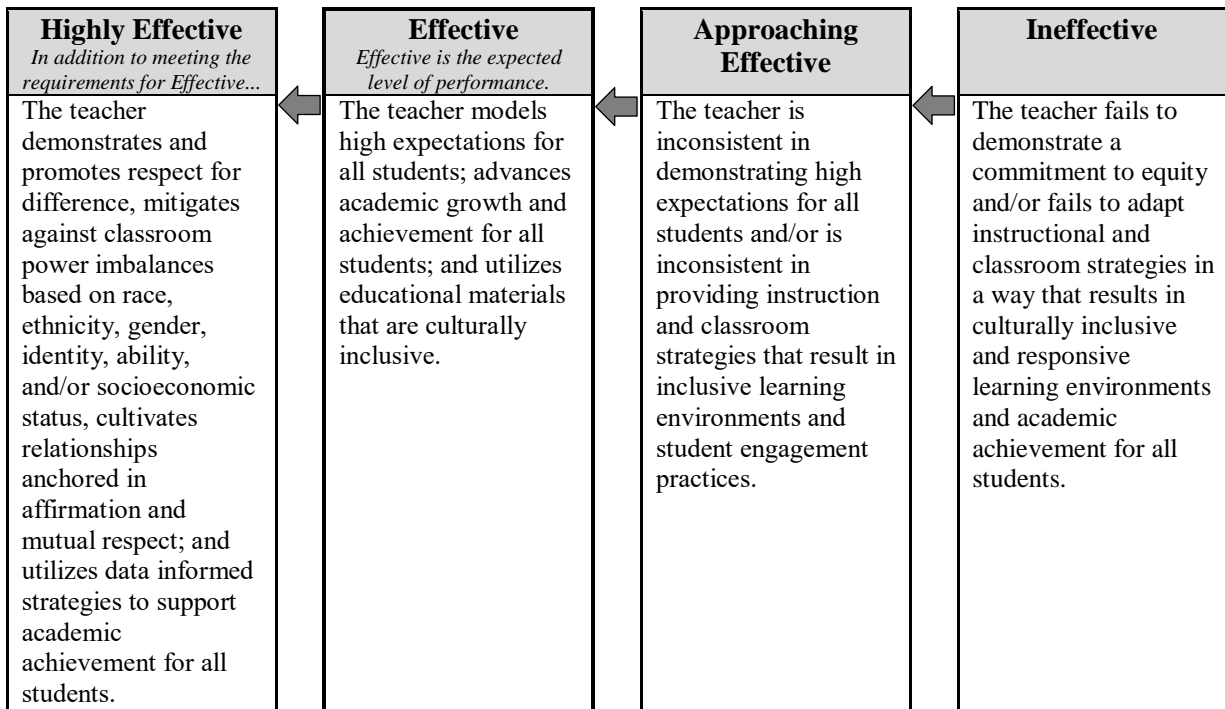 Highly Effective
In addition to meeting the
requirements for Effective...
The teacher
demonstrates and
promotes respect for
difference, mitigates
against classroom
power imbalances
based on race,
ethnicity, gender,
identity, ability,
and/or socioeconomic
status, cultivates
relationships
anchored in
affirmation and
mutual respect; and
utilizes data informed
strategies to support
academic
achievement for all
students.
Effective
Effective is the expected
level of performance.
The teacher models
high expectations for
all students; advances
academic growth and
achievement for all
students; and utilizes
educational materials
that are culturally
inclusive.
Approaching
Effective
The teacher is
inconsistent in
demonstrating high
expectations for all
students and/or is
inconsistent in
providing instruction
and classroom
strategies that result in
inclusive learning
environments and
student engagement
practices.
Ineffective
The teacher fails to
demonstrate a
commitment to equity
and/or fails to adapt
instructional and
classroom strategies in
a way that results in
culturally inclusive
and responsive
learning environments
and academic
achievement for all
students.